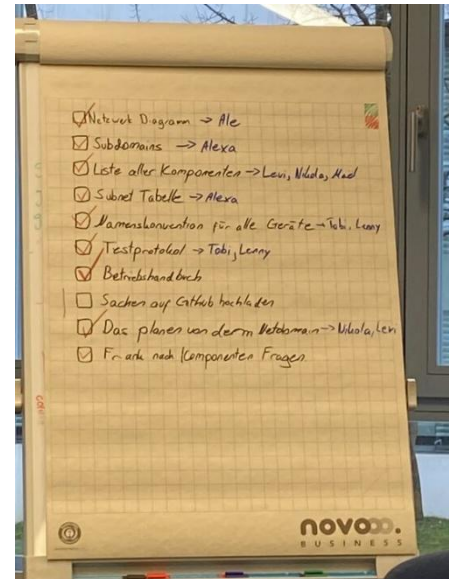 ☑ Netzwerk Diagramm → Ale
☑ Subdomains → Alexa
☑ Liste aller Komponenten → Levi, Nikola, Mael
☑ Subnet Tabelle → Alexa
☑ Namenskonvention für alle Geräte → Tobi, Lenny
☑ Testprotokol → Tobi, Lenny
☑ Betriebshandbuch
☐ Sachen auf Github hochladen
☑ Das planen von derm Netdomain → Nikola, Levi
☑ Frank nach Komponenten Fragen
novo
BUSINESS